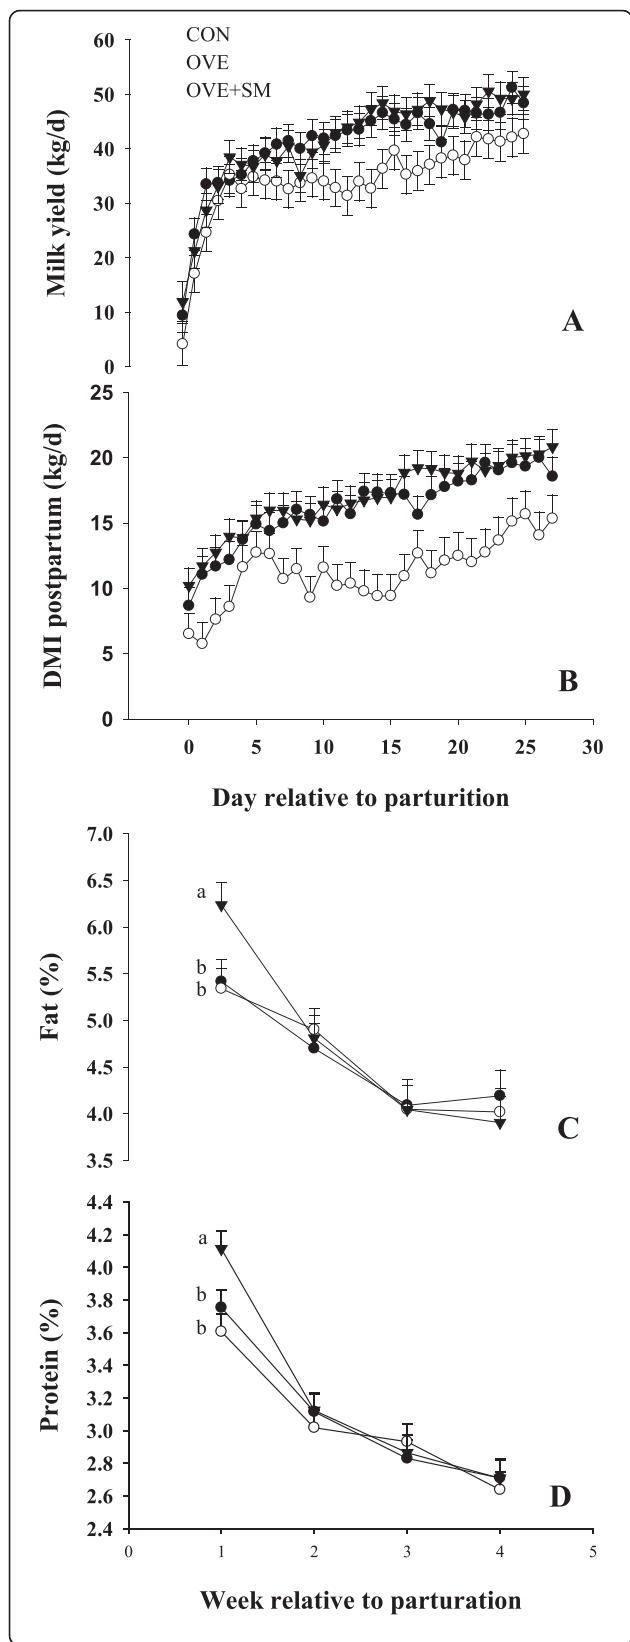 CON
OVE
OVE+SM
60
50
40
30
20
10
0
Milk yield (kg/d)
A
25
20
15
10
5
0
DMI postpartum (kg/d)
B
0 5 10 15 20 25 30
Day relative to parturition
7.0
6.5
6.0
5.5
5.0
4.5
4.0
3.5
Fat (%)
a
b
b
C
4.4
4.2
4.0
3.8
3.6
3.2
3.0
2.8
2.6
2.4
Protein (%)
a
b
b
D
0 1 2 3 4 5
Week relative to parturation